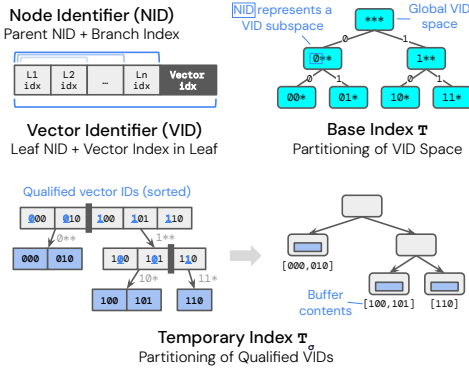 Node Identifier (NID)
Parent NID + Branch Index
L1 idx
L2 idx
...
Ln idx
Vector idx
Vector Identifier (VID)
Leaf NID + Vector Index in Leaf
NID represents a VID subspace
Global VID space
***
0
1
0**
1**
0
1
0
1
00*
01*
10*
11*
Base Index T
Partitioning of VID Space
Qualified vector IDs (sorted)
000
010
100
101
110
0**
1**
000
010
100
101
110
10*
11*
100
101
110
[000,010]
[100,101]
[110]
Buffer contents
Temporary Index Tσ
Partitioning of Qualified VIDs